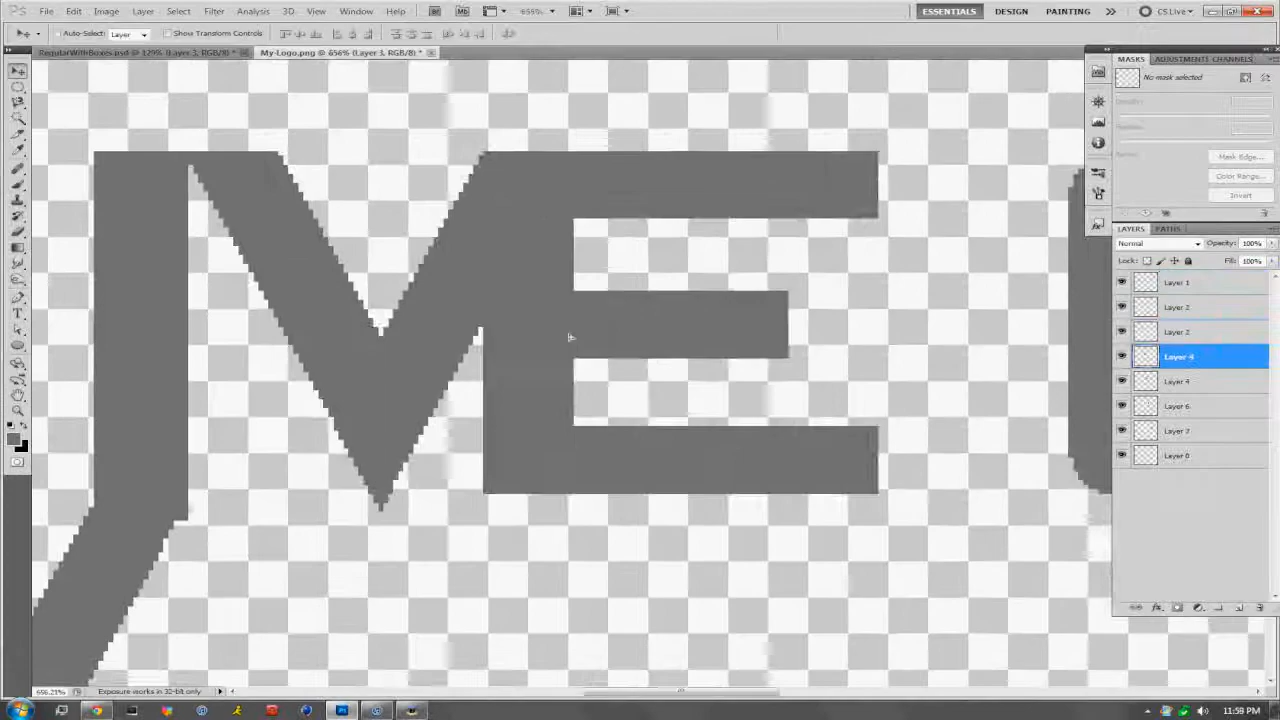 File Edit Image Layer Select Filter Analysis 3D View Window Help 656% ESSENTIALS DESIGN PAINTING CS Live
Auto-Select: Layer Show Transform Controls
RegularWithBoxes.psd @ 129% (Layer 3, RGB/8) * My-Logo.png @ 656% (Layer 3, RGB/8) *
MASKS ADJUSTMENTS CHANNELS
No mask selected
Mask Edge...
Color Range...
Invert
LAYERS PATHS
Normal Opacity: 100%
Lock: Fill: 100%
Layer 1
Layer 2
Layer 2
Layer 4
Layer 4
Layer 6
Layer 7
Layer 0
ME
656.21% Exposure works in 32-bit only
11:59 PM